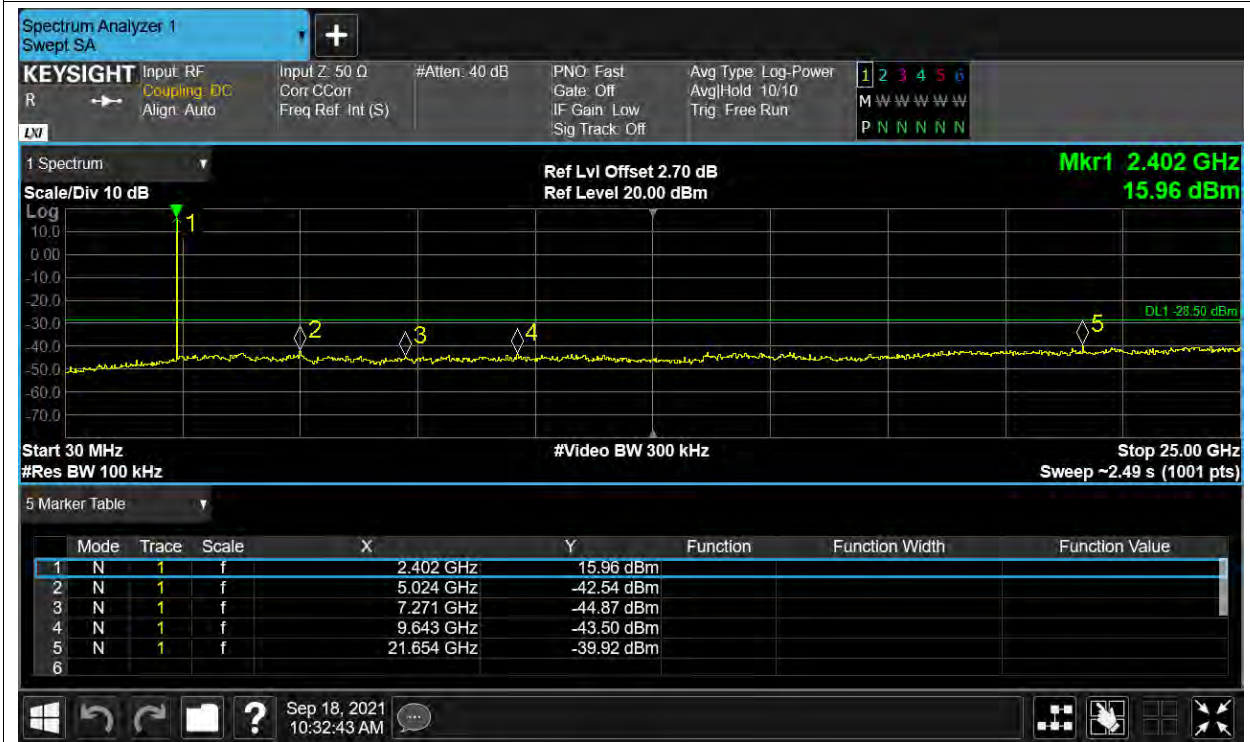 Spectrum Analyzer 1
Swept SA
KEYSIGHT Input: RF Input Z: 50 Ω #Atten: 40 dB PNO: Fast Avg Type: Log-Power 1 2 3 4 5 6
R Coupling: DC Corr CCorr Gate: Off Avg|Hold: 10/10 M W W W W W
Align: Auto Freq Ref: Int (S) IF Gain: Low Trig: Free Run
LXI Sig Track: Off P N N N N N
1 Spectrum
Ref Lvl Offset 2.70 dB Mkr1 2.402 GHz
Scale/Div 10 dB Ref Level 20.00 dBm 15.96 dBm
Log
1
10.0
0.00
-10.0
-20.0
DL1 -28.50 dBm
-30.0
2 3 4 5
-40.0
-50.0
-60.0
-70.0
Start 30 MHz #Video BW 300 kHz Stop 25.00 GHz
#Res BW 100 kHz Sweep ~2.49 s (1001 pts)
5 Marker Table
Mode Trace Scale X Y Function Function Width Function Value
1 N 1 f 2.402 GHz 15.96 dBm
2 N 1 f 5.024 GHz -42.54 dBm
3 N 1 f 7.271 GHz -44.87 dBm
4 N 1 f 9.643 GHz -43.50 dBm
5 N 1 f 21.654 GHz -39.92 dBm
6
? Sep 18, 2021
10:32:43 AM